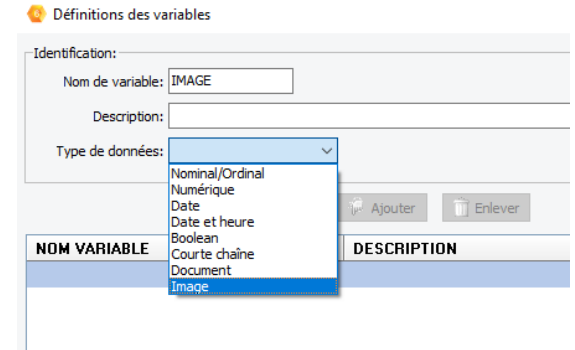 Définitions des variables
Identification:
Nom de variable: IMAGE
Description:
Type de données:
Nominal/Ordinal
Numérique
Date
Date et heure
Boolean
Courte chaîne
Document
Image
Ajouter Enlever
NOM VARIABLE DESCRIPTION